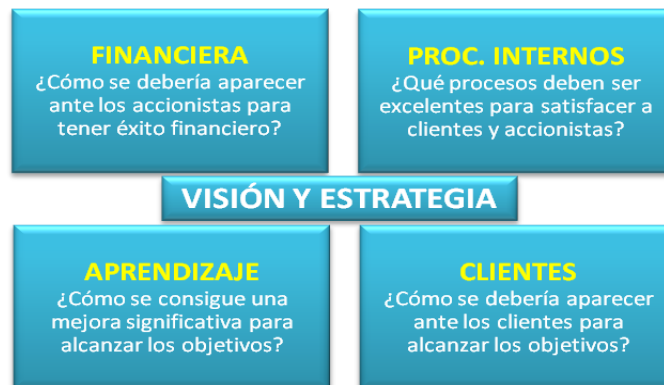 FINANCIERA
¿Cómo se debería aparecer
ante los accionistas para
tener éxito financiero?
PROC. INTERNOS
¿Qué procesos deben ser
excelentes para satisfacer a
clientes y accionistas?
VISIÓN Y ESTRATEGIA
APRENDIZAJE
¿Cómo se consigue una
mejora significativa para
alcanzar los objetivos?
CLIENTES
¿Cómo se debería aparecer
ante los clientes para
alcanzar los objetivos?